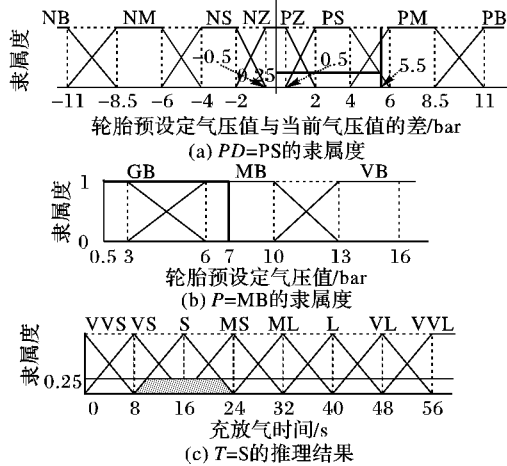 NB NM NS NZ PZ PS PM PB
隶属度
-0.5 0.5
0.25 5.5
-11 -8.5 -6 -4 -2 2 4 6 8.5 11
轮胎预设定气压值与当前气压值的差/bar
(a) PD=PS的隶属度
GB MB VB
隶属度
1
0
0.5 3 6 7 10 13 16
轮胎预设定气压值/bar
(b) P=MB的隶属度
VVS VS S MS ML L VL VVL
隶属度
0.25
0 8 16 24 32 40 48 56
充放气时间/s
(c) T=S的推理结果